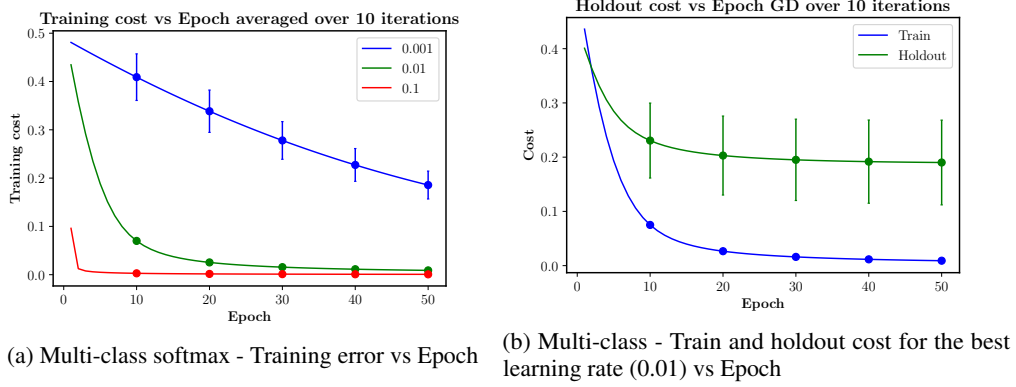 Training cost vs Epoch averaged over 10 iterations
Training cost
0.5
0.4
0.3
0.2
0.1
0.0
0.001
0.01
0.1
0
10
20
30
40
50
Epoch
(a) Multi-class softmax - Training error vs Epoch
Holdout cost vs Epoch GD over 10 iterations
Cost
0.4
0.3
0.2
0.1
0.0
Train
Holdout
0
10
20
30
40
50
Epoch
(b) Multi-class - Train and holdout cost for the best
learning rate (0.01) vs Epoch